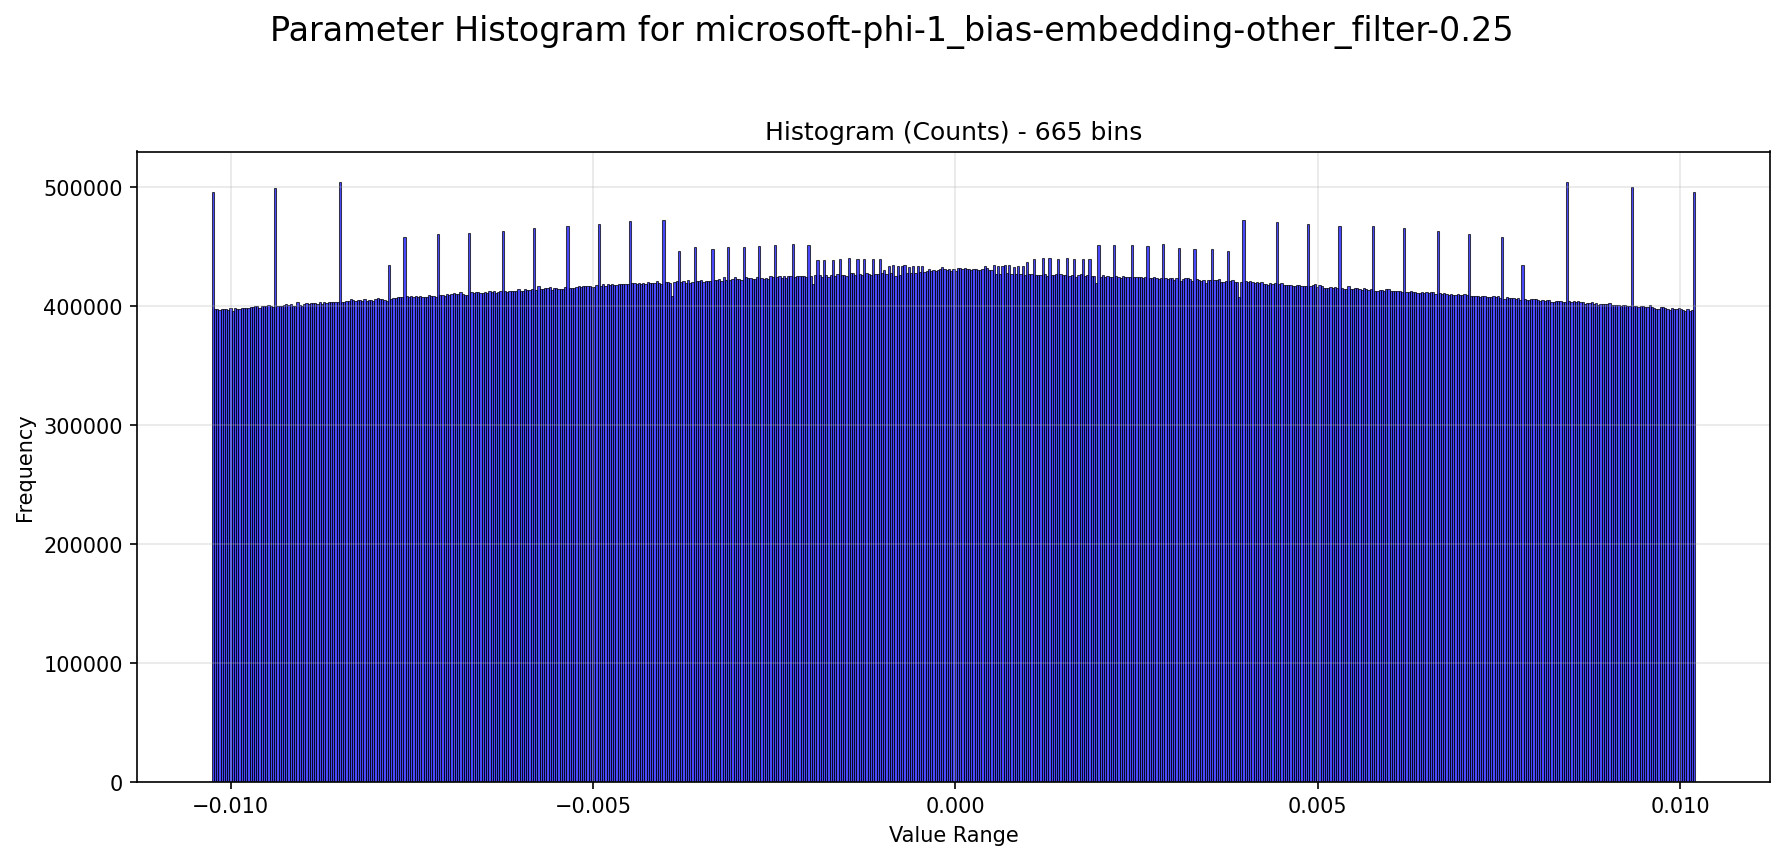 Parameter Histogram for microsoft-phi-1_bias-embedding-other_filter-0.25
Histogram (Counts) - 665 bins
500000
400000
300000
200000
100000
0
Frequency
−0.010
−0.005
0.000
0.005
0.010
Value Range